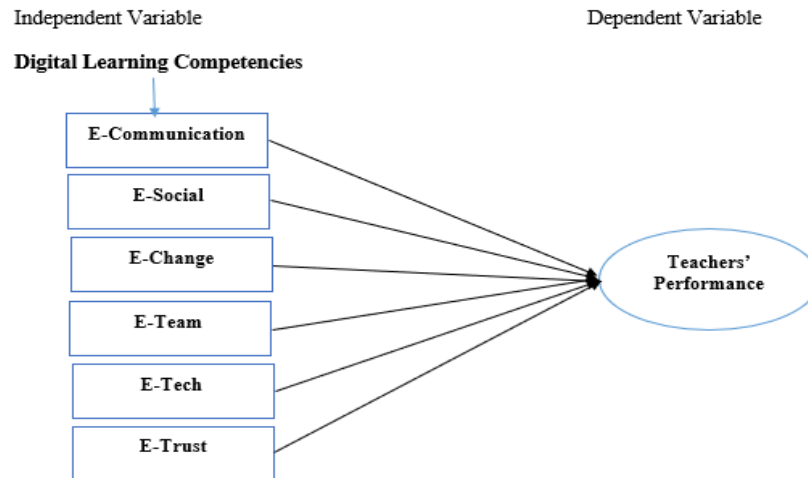 Independent Variable
Dependent Variable
Digital Learning Competencies
E-Communication
E-Social
E-Change
E-Team
E-Tech
E-Trust
Teachers’
Performance